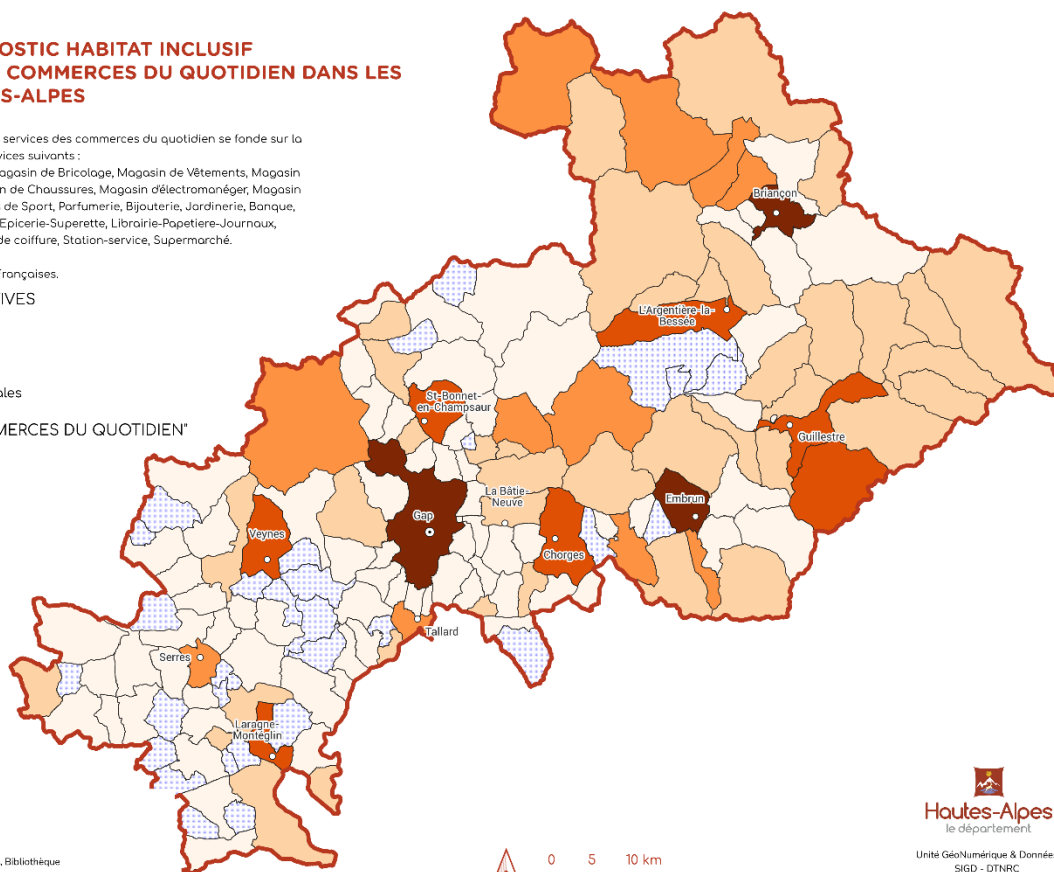 OSTIC HABITAT INCLUSIF
COMMERCES DU QUOTIDIEN DANS LES
S-ALPES
services des commerces du quotidien se fonde sur la
vices suivants :
agasin de Bricolage, Magasin de Vêtements, Magasin
n de Chaussures, Magasin d'électromanéger, Magasin
de Sport, Parfumerie, Bijouterie, Jardinerie, Banque,
Epicerie-Superette, Librairie-Papetiere-Journaux,
de coiffure, Station-service, Supermarché.
rançaises.
IVES
ales
MERCES DU QUOTIDIEN"
Briançon
L'Argentière-la-
Bessée
St-Bonnet-
en-Champsaur
Guillestre
La Bâtie-
Neuve
Embrun
Gap
Veynes
Chorges
Tallard
Serres
Laragne-
Montéglin
Hautes-Alpes
le département
, Bibliothèque
0 5 10 km
Unité GéoNumérique & Donnée
SIGD - DTNRC